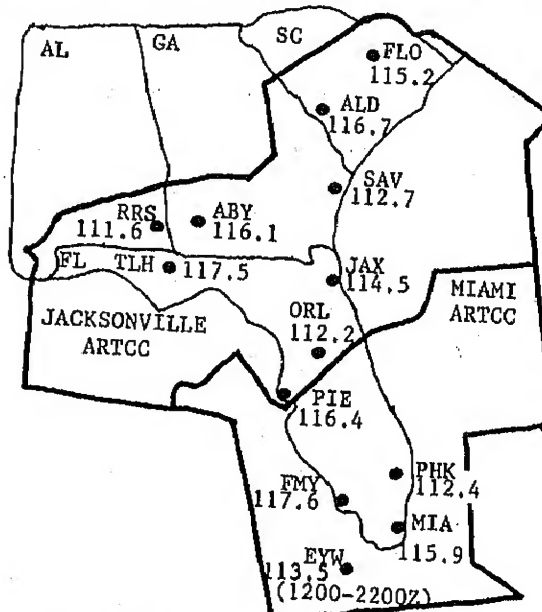 AL
GA
SC
FLO
115.2
ALD
116.7
SAV
112.7
RRS
111.6
ABY
116.1
FL
TLH
117.5
JAX
114.5
MIAMI
ARTCC
JACKSONVILLE
ARTCC
ORL
112.2
PIE
116.4
PHK
112.4
FMY
117.6
MIA
115.9
EYW
113.5
(1200-2200Z)